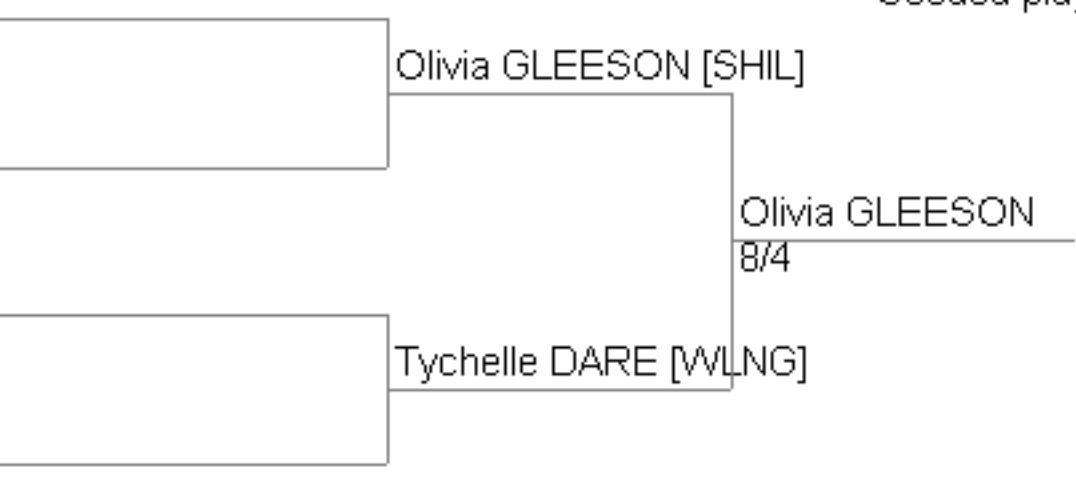 Olivia GLEESON [SHIL]
Olivia GLEESON
8/4
Tychelle DARE [WLNG]